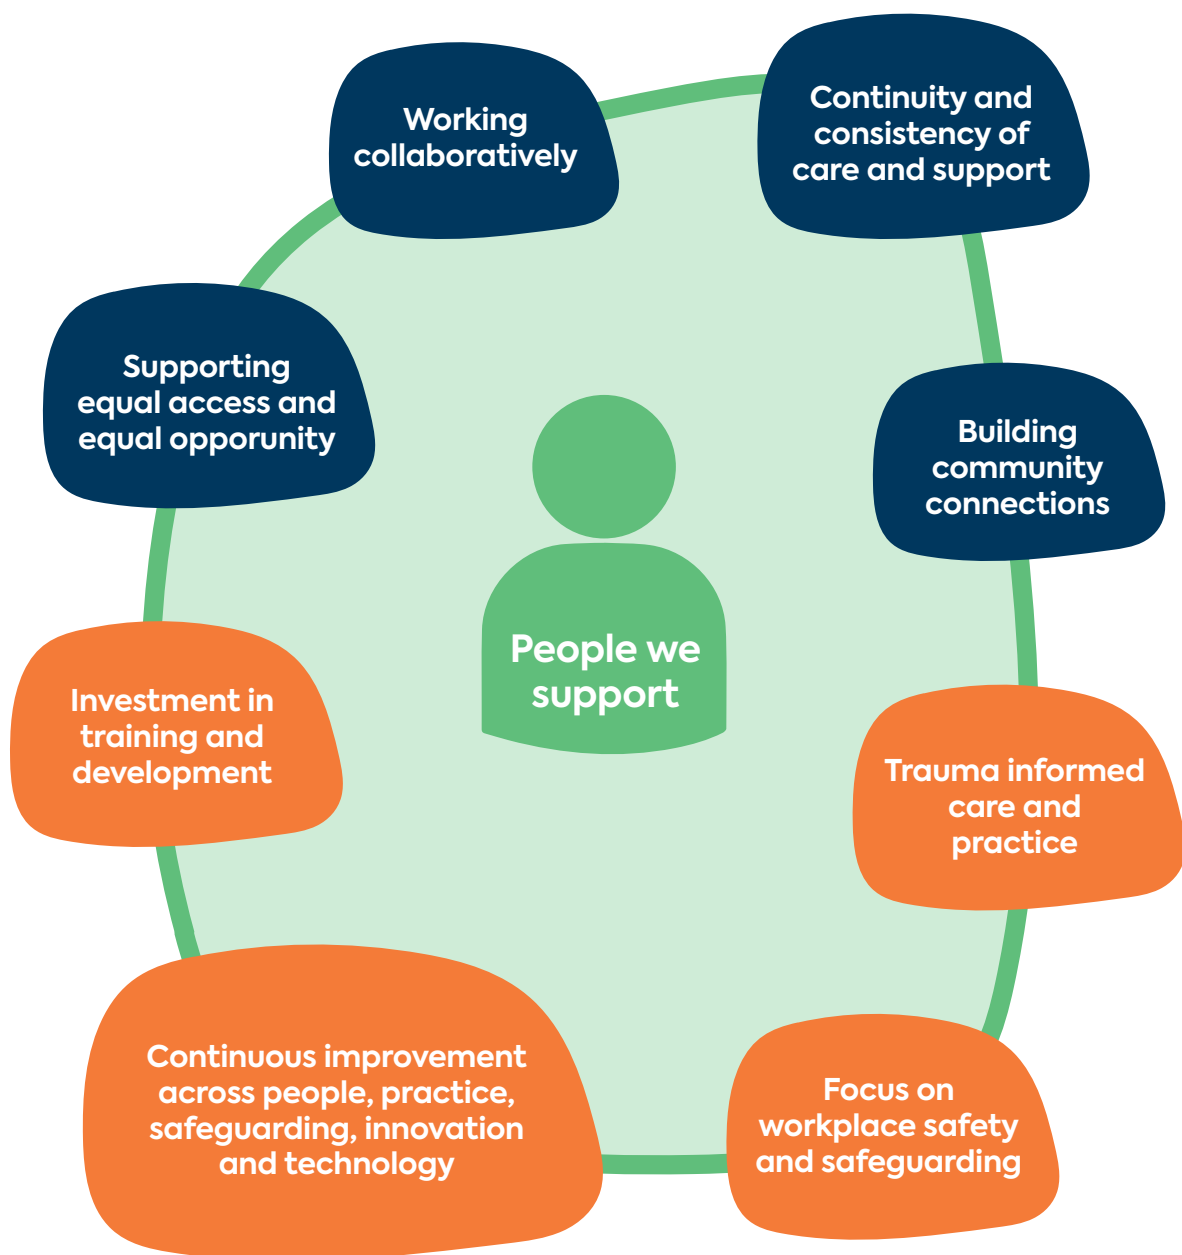 Working
collaboratively
Continuity and
consistency of
care and support
Supporting
equal access and
equal opporunity
Building
community
connections
People we
support
Investment in
training and
development
Trauma informed
care and
practice
Continuous improvement
across people, practice,
safeguarding, innovation
and technology
Focus on
workplace safety
and safeguarding